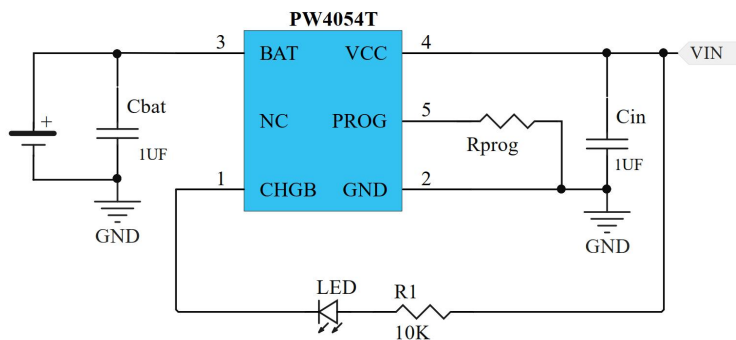 PW4054T
3 BAT VCC 4
VIN
Cbat
1UF
NC PROG 5
Rprog
Cin
1UF
1 CHGB GND 2
GND
GND
LED
R1
10K
+